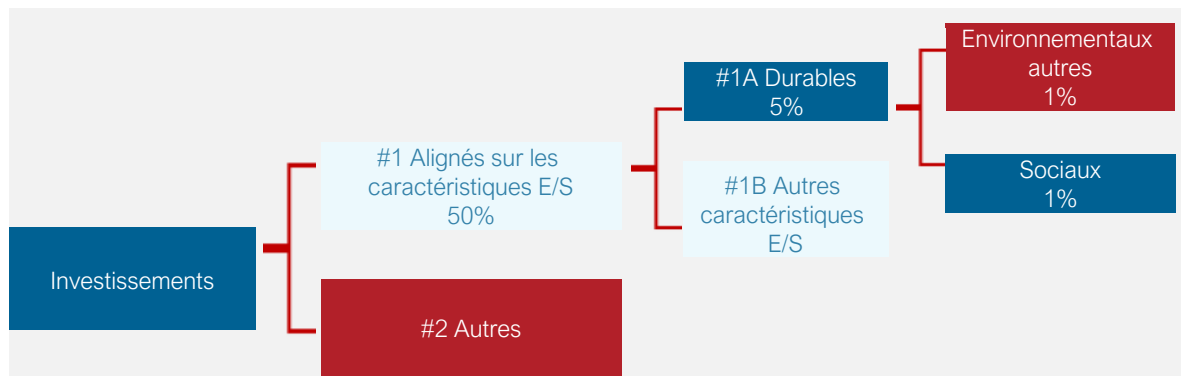 Investissements
#1 Alignés sur les
caractéristiques E/S
50%
#2 Autres
#1A Durables
5%
#1B Autres
caractéristiques
E/S
Environnementaux
autres
1%
Sociaux
1%